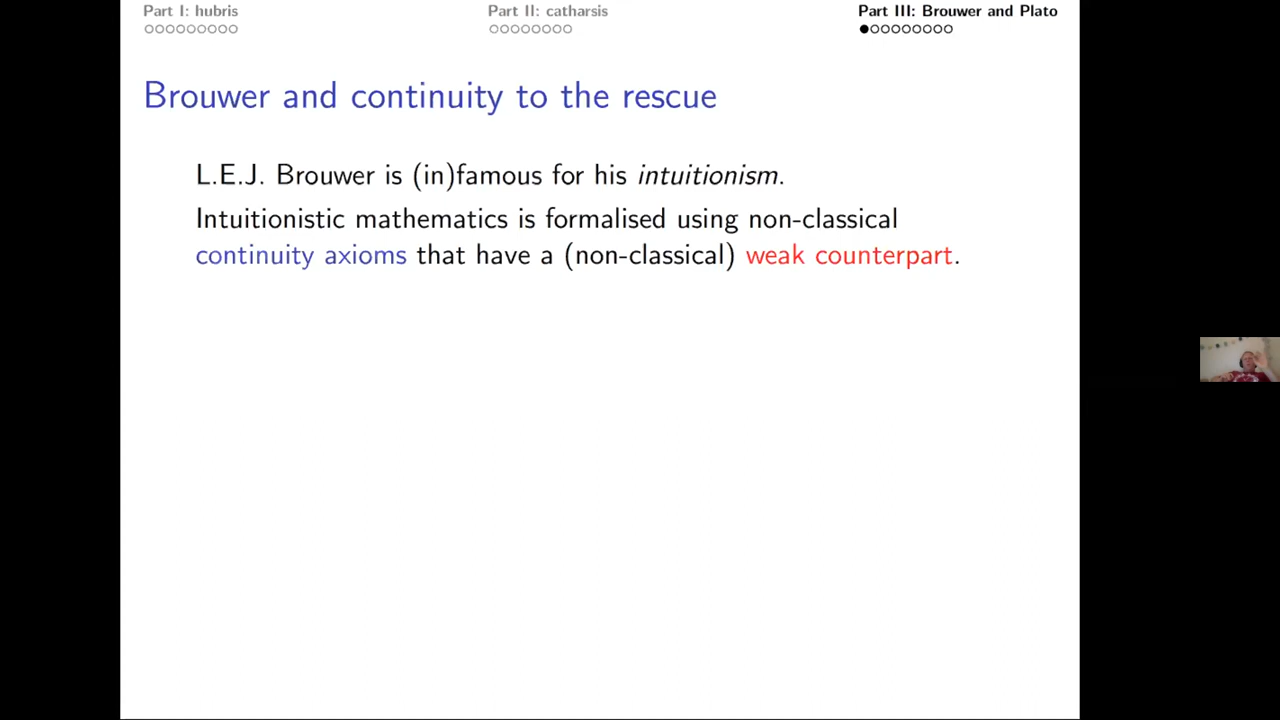 Part I: hubris
Part II: catharsis
Part III: Brouwer and Plato
Brouwer and continuity to the rescue
L.E.J. Brouwer is (in)famous for his intuitionism.
Intuitionistic mathematics is formalised using non-classical
continuity axioms that have a (non-classical) weak counterpart.